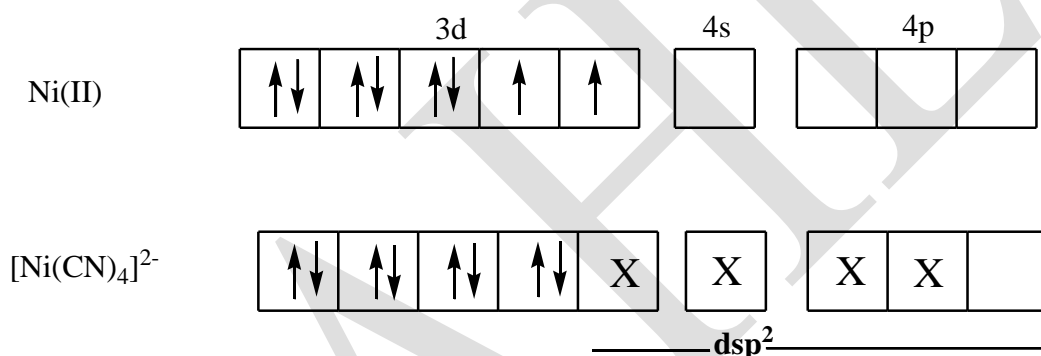 3d 4s 4p
Ni(II)
[Ni(CN)4]2-
X X X X
dsp2